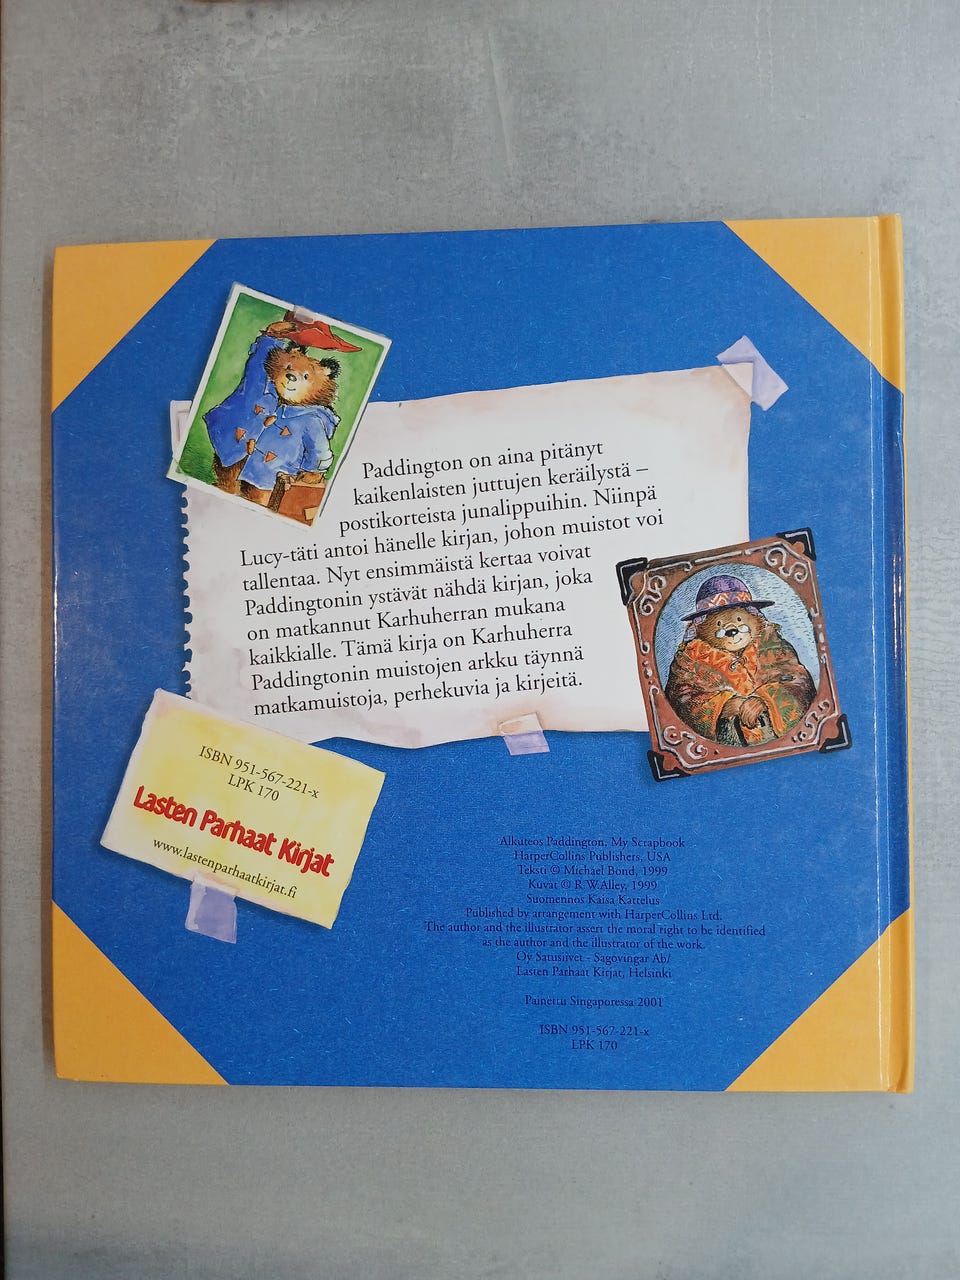 Paddington on aina pitänyt
kaikenlaisten juttujen keräilystä –
postikorteista junalippuihin. Niinpä
Lucy-täti antoi hänelle kirjan, johon muistot voi
tallentaa. Nyt ensimmäistä kertaa voivat
Paddingtonin ystävät nähdä kirjan, joka
on matkannut Karhuherran mukana
kaikkialle. Tämä kirja on Karhuherra
Paddingtonin muistojen arkku täynnä
matkamuistoja, perhekuvia ja kirjeitä.
ISBN 951-567-221-x
LPK 170
Lasten Parhaat Kirjat
www.lastenparhaatkirjat.fi
Alkuteos Paddington. My Scrapbook
HarperCollins Publishers, USA
Teksti © Michael Bond, 1999
Kuvat © R.W.Alley, 1999
Suomennos Kaisa Kattelus
Published by arrangement with HarperCollins Ltd.
The author and the illustrator assert the moral right to be identified
as the author and the illustrator of the work.
Oy Satusiivet - Sagovingar Ab/
Lasten Parhaat Kirjat, Helsinki
Painettu Singaporessa 2001
ISBN 951-567-221-x
LPK 170